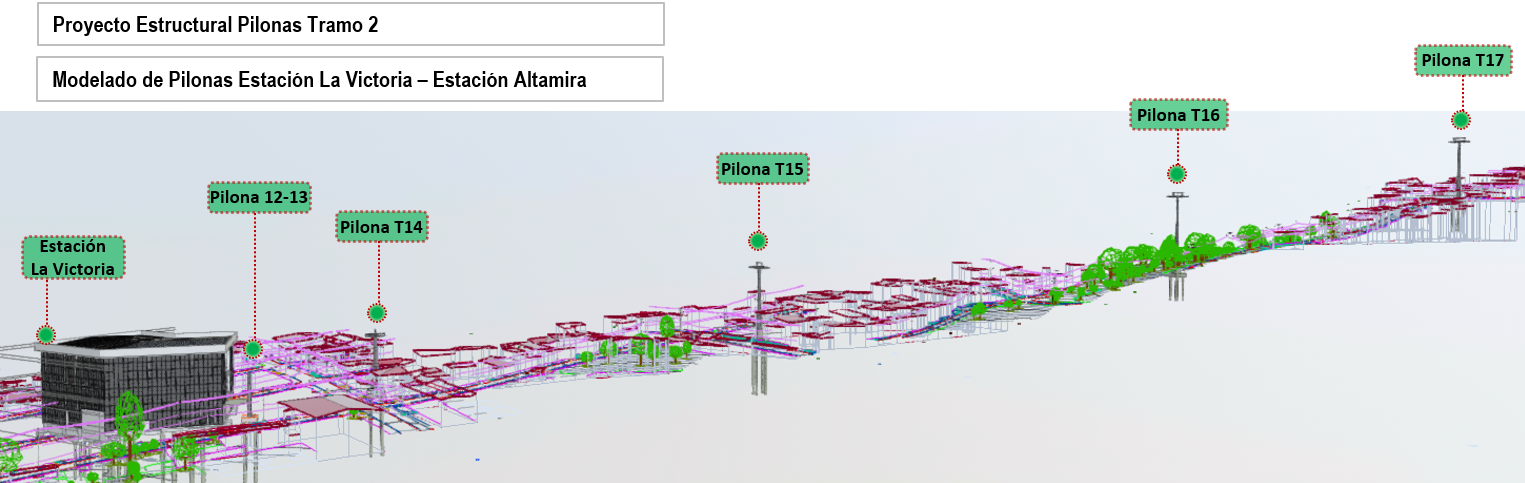 Proyecto Estructural Pilonas Tramo 2
Modelado de Pilonas Estación La Victoria – Estación Altamira
Estación
La Victoria
Pilona 12-13
Pilona T14
Pilona T15
Pilona T16
Pilona T17